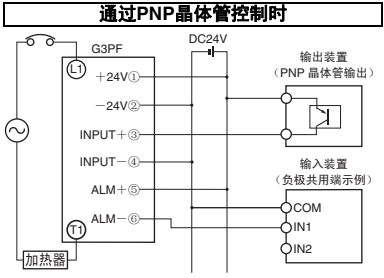 通过PNP晶体管控制时
DC24V
G3PF
L1
+24V①
−24V②
INPUT+③
INPUT−④
ALM+⑤
ALM−⑥
T1
加热器
输出装置
（PNP 晶体管输出）
输入装置
（负极共用端示例）
COM
IN1
IN2